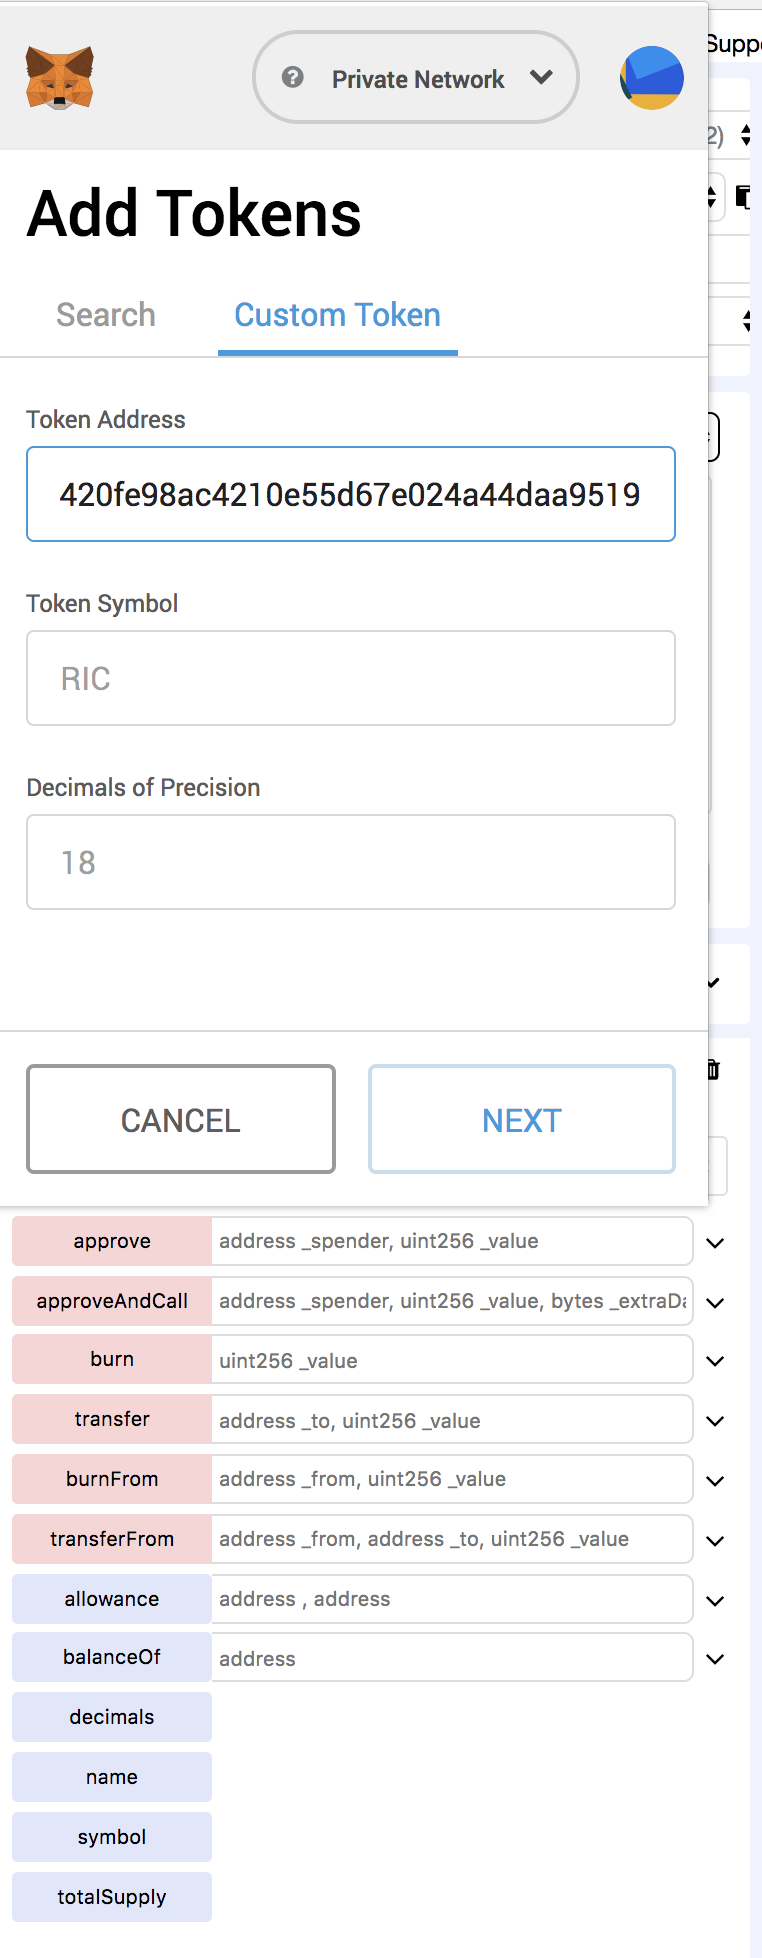 Suppo
Private Network
2)
Add Tokens
Search
Custom Token
Token Address
420fe98ac4210e55d67e024a44daa9519
Token Symbol
RIC
Decimals of Precision
18
CANCEL
NEXT
approve address _spender, uint256 _value
approveAndCall address _spender, uint256 _value, bytes _extraDa
burn uint256 _value
transfer address _to, uint256 _value
burnFrom address _from, uint256 _value
transferFrom address _from, address _to, uint256 _value
allowance address , address
balanceOf address
decimals
name
symbol
totalSupply